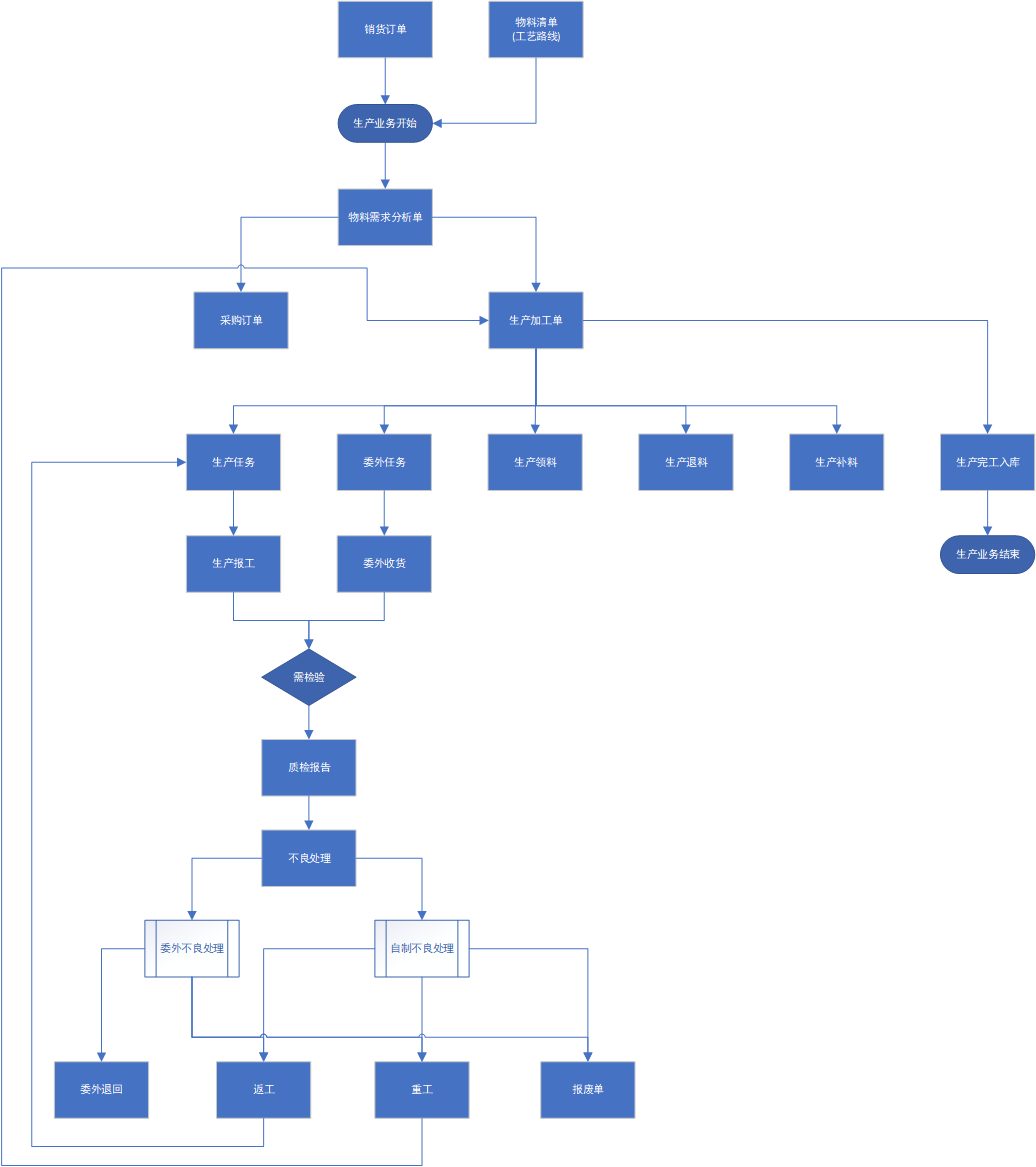 销货订单
物料清单
(工艺路线)
生产业务开始
物料需求分析单
采购订单
生产加工单
生产任务
委外任务
生产领料
生产退料
生产补料
生产完工入库
生产报工
委外收货
生产业务结束
需检验
质检报告
不良处理
委外不良处理
自制不良处理
委外退回
返工
重工
报废单